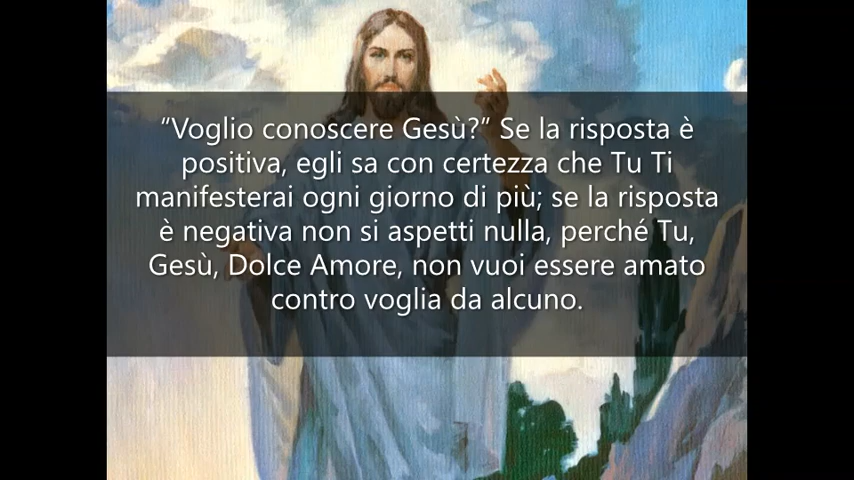 “Voglio conoscere Gesù?” Se la risposta è
positiva, egli sa con certezza che Tu Ti
manifesterai ogni giorno di più; se la risposta
è negativa non si aspetti nulla, perché Tu,
Gesù, Dolce Amore, non vuoi essere amato
contro voglia da alcuno.